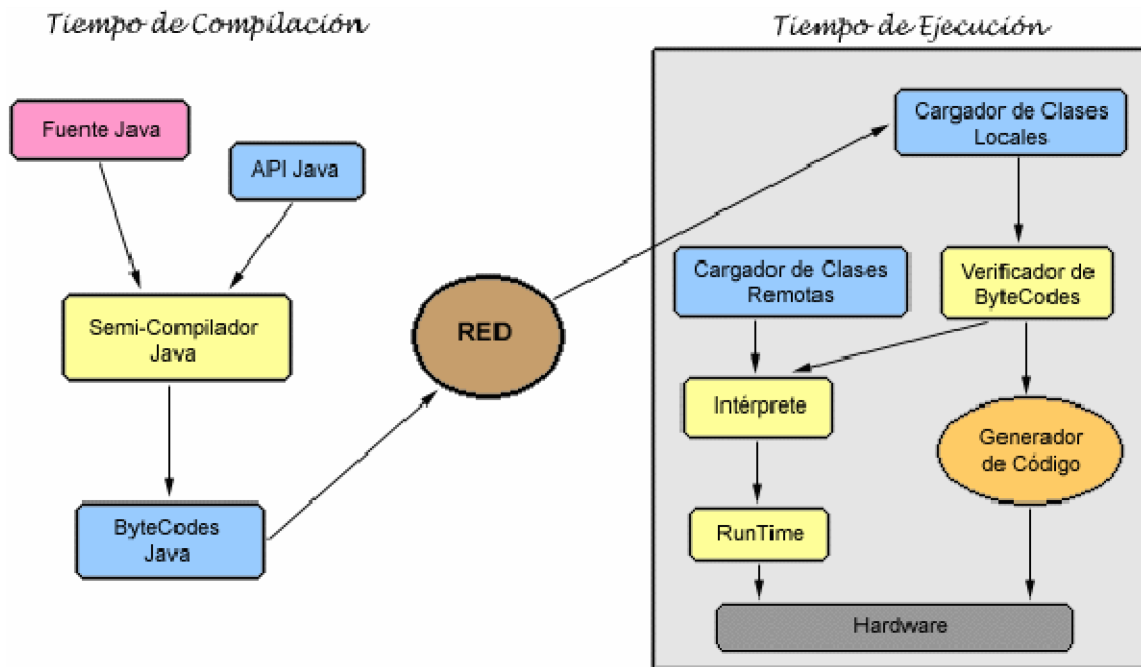 Tiempo de Compilación
Tiempo de Ejecución
Fuente Java
API Java
Semi-Compilador
Java
ByteCodes
Java
RED
Cargador de Clases
Locales
Cargador de Clases
Remotas
Verificador de
ByteCodes
Intérprete
Generador
de Código
RunTime
Hardware